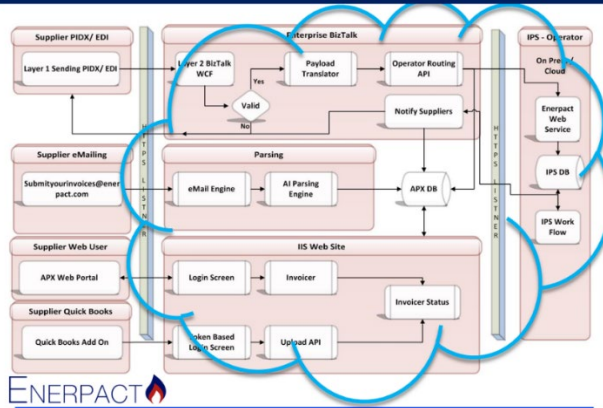 Supplier PIDX/ EDI
Layer 1 Sending PIDX/ EDI
HTTPS LISTNER
Enterprise BizTalk
Layer 2 BizTalk
WCF
Yes
Valid
No
Payload
Translator
Operator Routing
API
Notify Suppliers
HTTPS LISTNER
IPS - Operator
On Prem /
Cloud
Enerpact
Web
Service
IPS DB
IPS Work
Flow
Supplier eMailing
Submityourinvoices@ener
pact.com
Parsing
eMail Engine
AI Parsing
Engine
APX DB
Supplier Web User
APX Web Portal
IIS Web Site
Login Screen
Invoicer
Invoicer Status
Supplier Quick Books
Quick Books Add On
Token Based
Login Screen
Upload API
ENERPACT